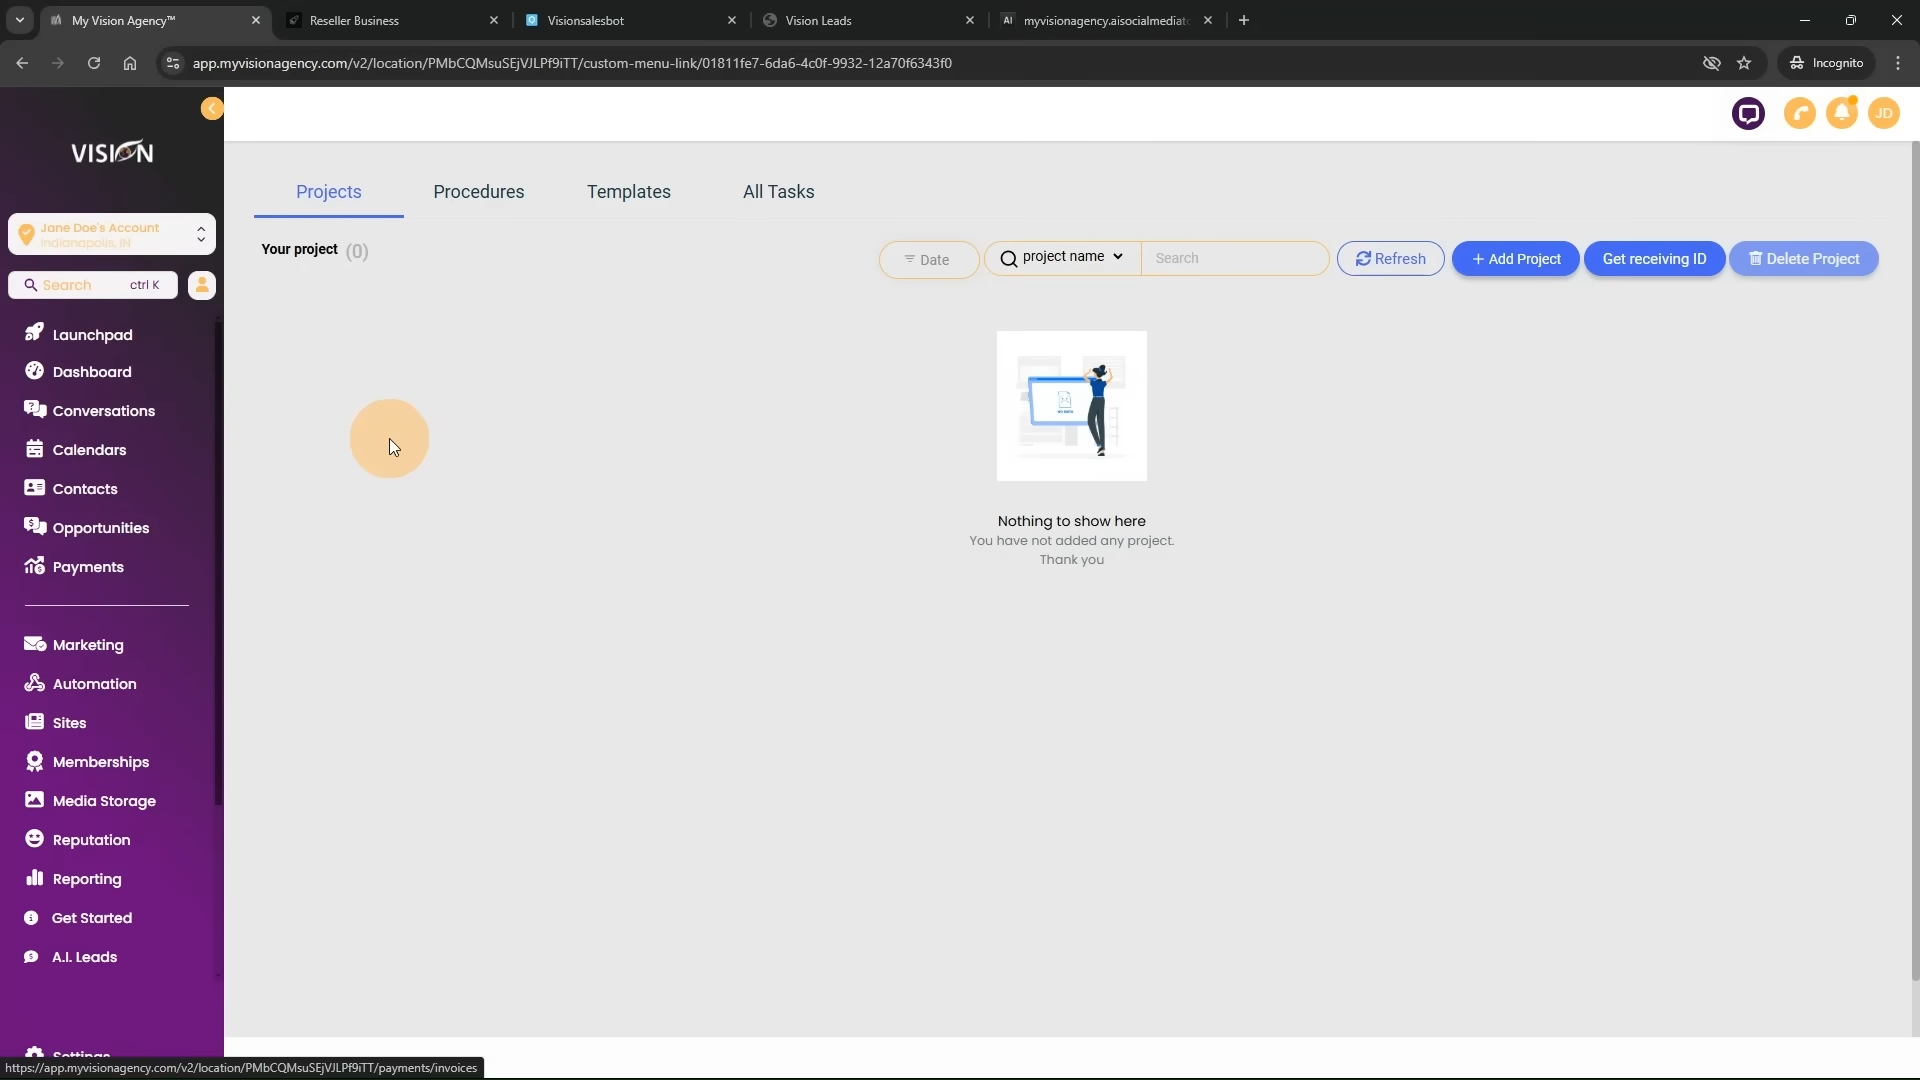 My Vision Agency™
Reseller Business
Visionsalesbot
Vision Leads
AI
myvisionagency.aisocialmediat
app.myvisionagency.com/v2/location/PMbCQMsuSEjVJLPf9iTT/custom-menu-link/01811fe7-6da6-4c0f-9932-12a70f6343f0
Incognito
VISION
JD
Jane Doe's Account
Indianapolis, IN
Search ctrl K
Launchpad
Dashboard
Conversations
Calendars
Contacts
Opportunities
Payments
Marketing
Automation
Sites
Memberships
Media Storage
Reputation
Reporting
Get Started
A.I. Leads
Settings
Projects Procedures Templates All Tasks
Your project (0)
Date
project name
Search
Refresh
+ Add Project
Get receiving ID
Delete Project
Nothing to show here
You have not added any project.
Thank you
https://app.myvisionagency.com/v2/location/PMbCQMsuSEjVJLPf9iTT/payments/invoices